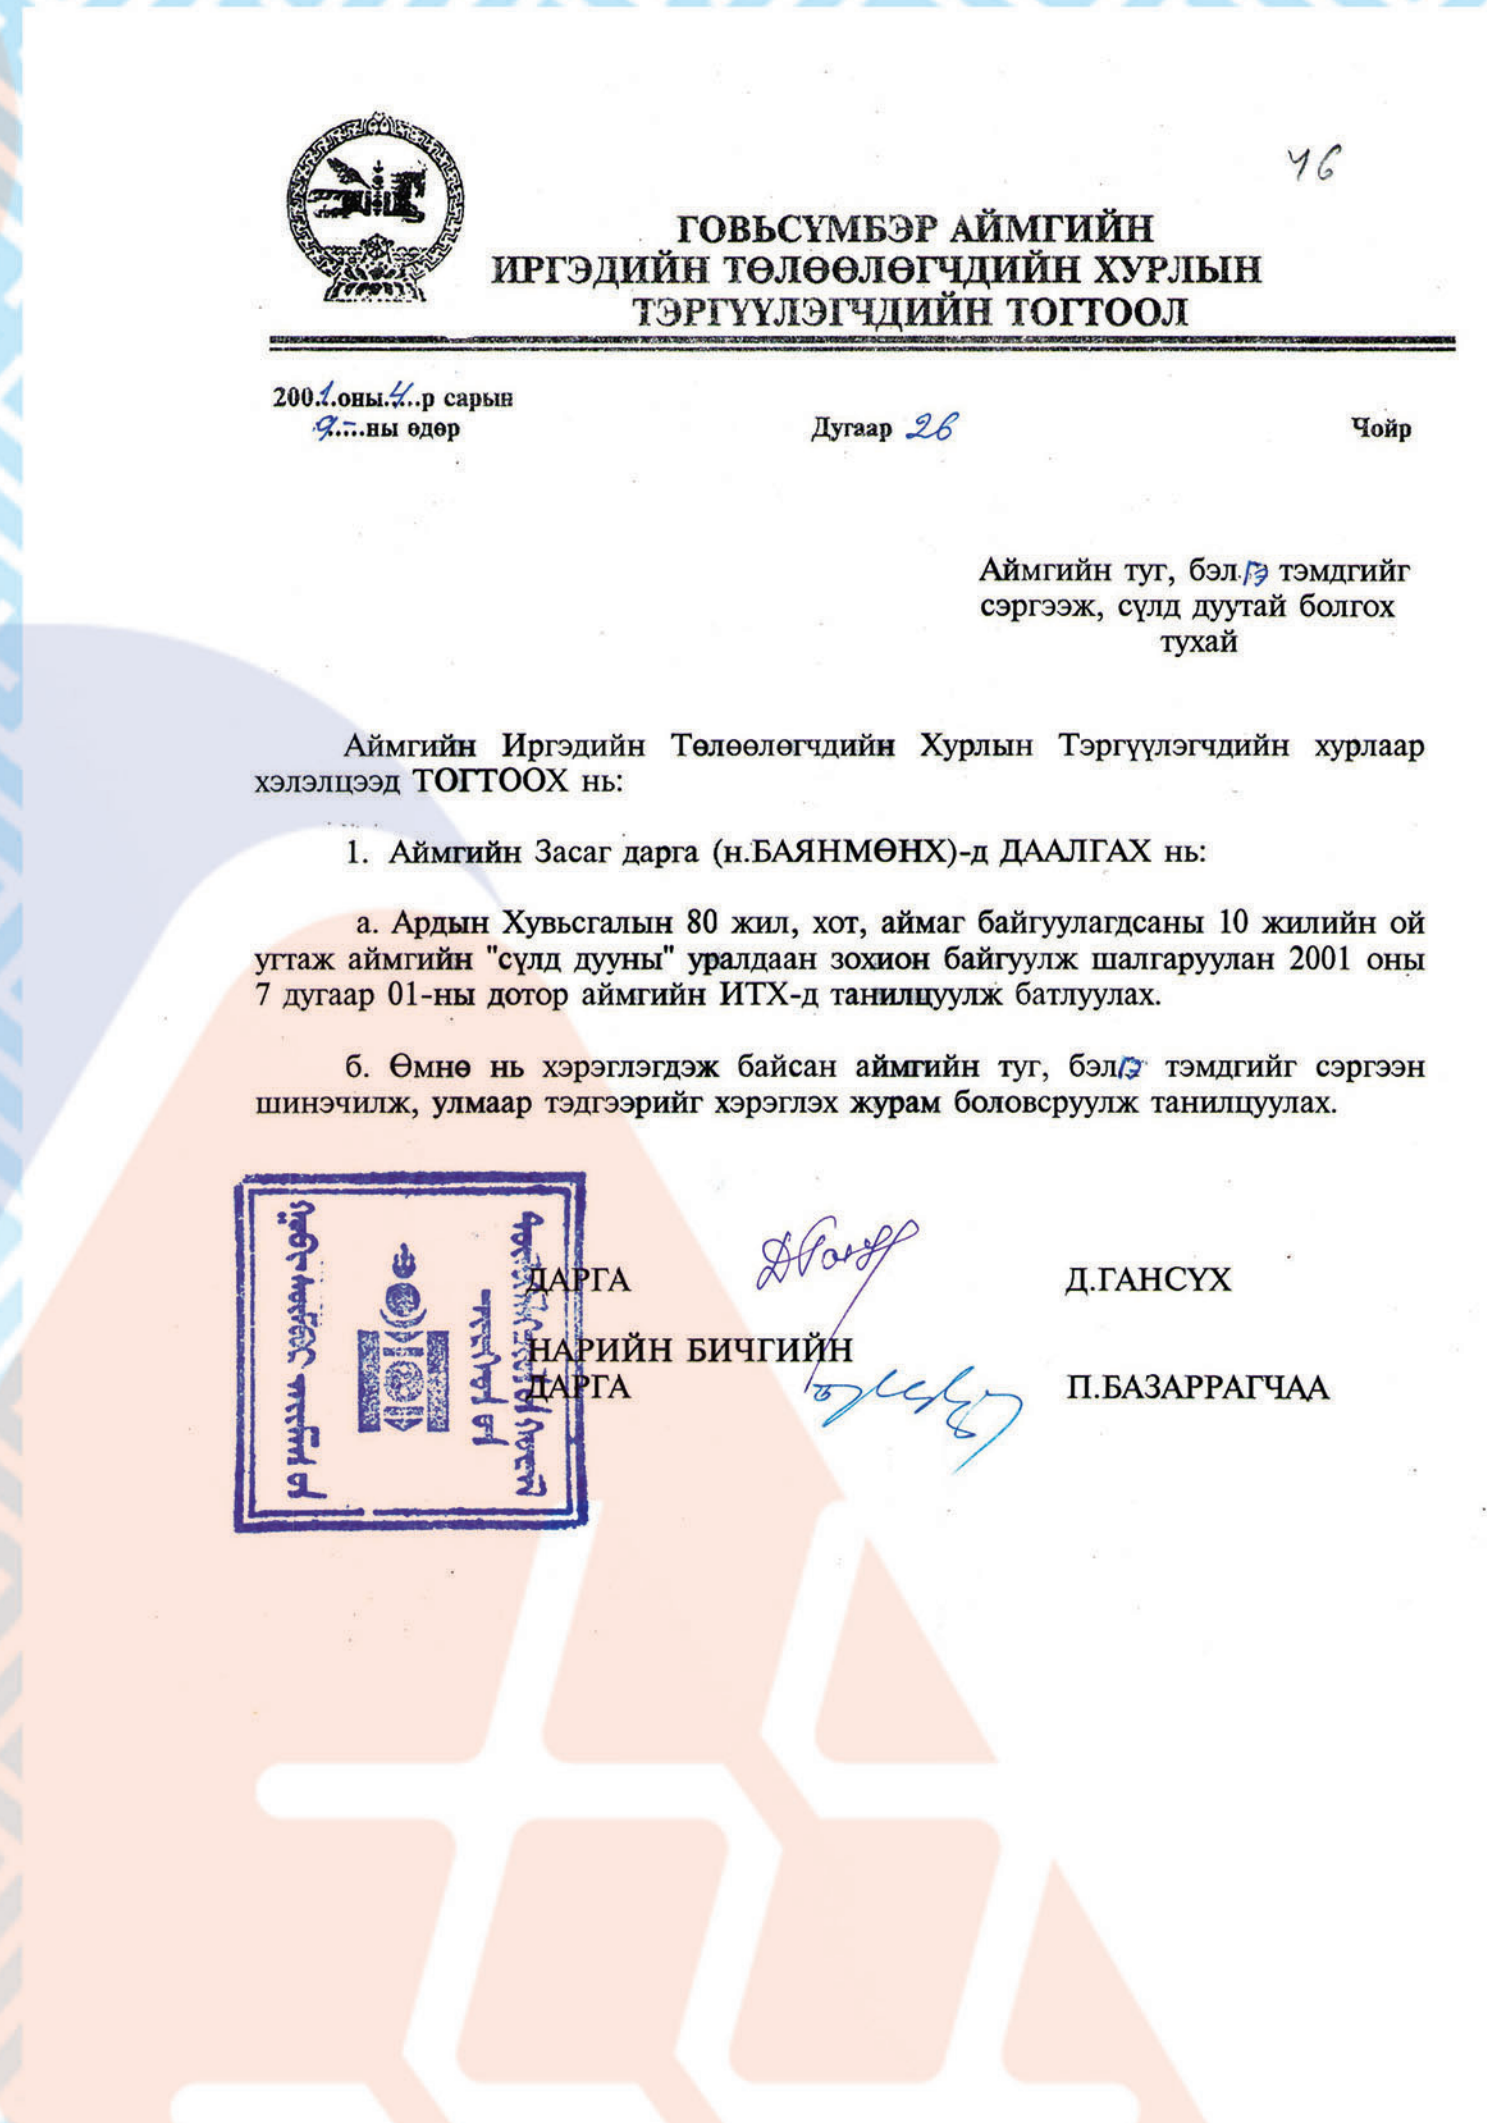 46
ГОВЬСҮМБЭР АЙМГИЙН
ИРГЭДИЙН ТӨЛӨӨЛӨГЧДИЙН ХУРЛЫН
ТЭРГҮҮЛЭГЧДИЙН ТОГТООЛ
200.1.оны.4..р сарын
9.....ны өдөр Дугаар 26 Чойр
Аймгийн туг, бэлгэ тэмдгийг
сэргээж, сүлд дуутай болгох
тухай
Аймгийн Иргэдийн Төлөөлөгчдийн Хурлын Тэргүүлэгчдийн хурлаар
хэлэлцээд ТОГТООХ нь:
1. Аймгийн Засаг дарга (н.БАЯНМӨНХ)-д ДААЛГАХ нь:
а. Ардын Хувьсгалын 80 жил, хот, аймаг байгуулагдсаны 10 жилийн ой
угтаж аймгийн "сүлд дууны" уралдаан зохион байгуулж шалгаруулан 2001 оны
7 дугаар 01-ны дотор аймгийн ИТХ-д танилцуулж батлуулах.
б. Өмнө нь хэрэглэгдэж байсан аймгийн туг, бэлгэ тэмдгийг сэргээн
шинэчилж, улмаар тэдгээрийг хэрэглэх журам боловсруулж танилцуулах.
ДАРГА Д.ГАНСҮХ
НАРИЙН БИЧГИЙН
ДАРГА П.БАЗАРРАГЧАА